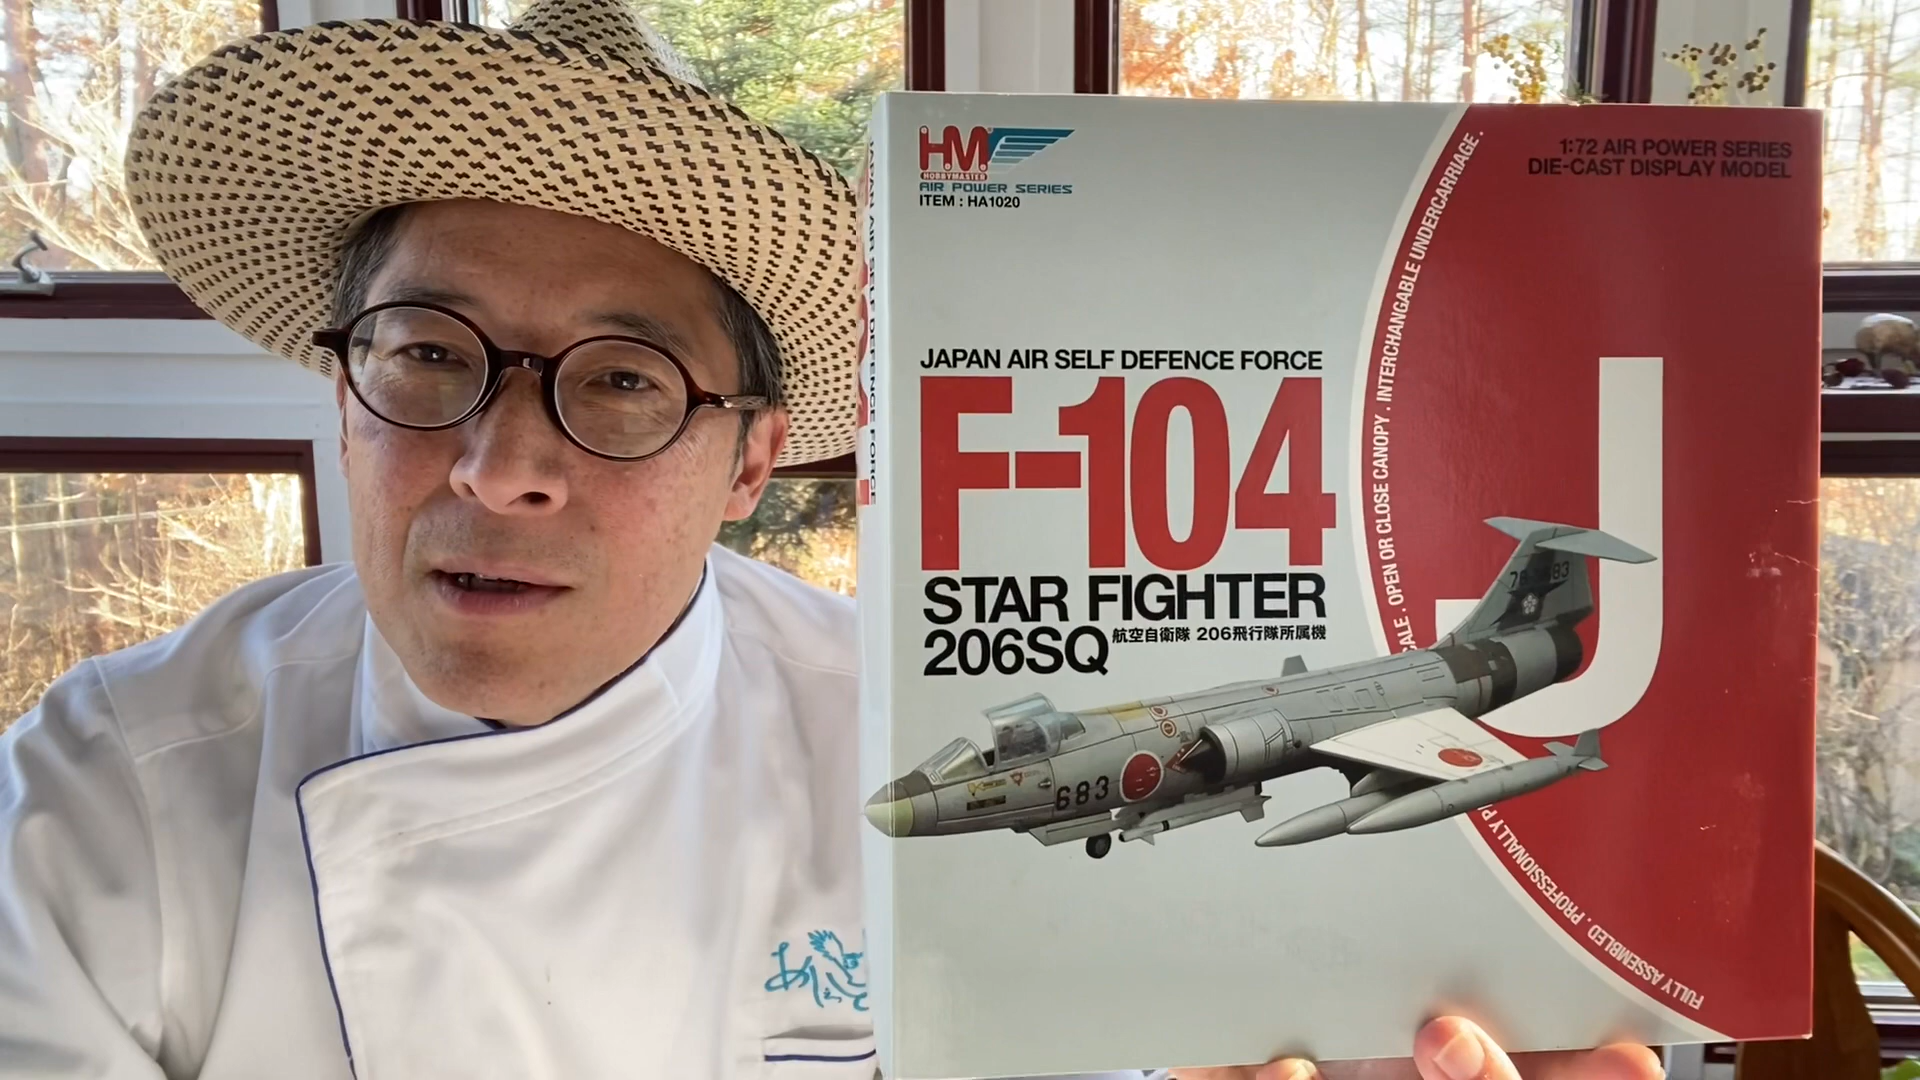 HM
HOBBYMASTER
AIR POWER SERIES
ITEM : HA1020
1:72 AIR POWER SERIES
DIE-CAST DISPLAY MODEL
JAPAN AIR SELF DEFENCE FORCE
F-104
J
STAR FIGHTER
206SQ 航空自衛隊 206飛行隊所属機
OPEN OR CLOSE CANOPY . INTERCHANGABLE UNDERCARRIAGE .
FULLY ASSEMBLED . PROFESSIONALLY
683
JAPAN AIR SELF DEFENCE FORCE